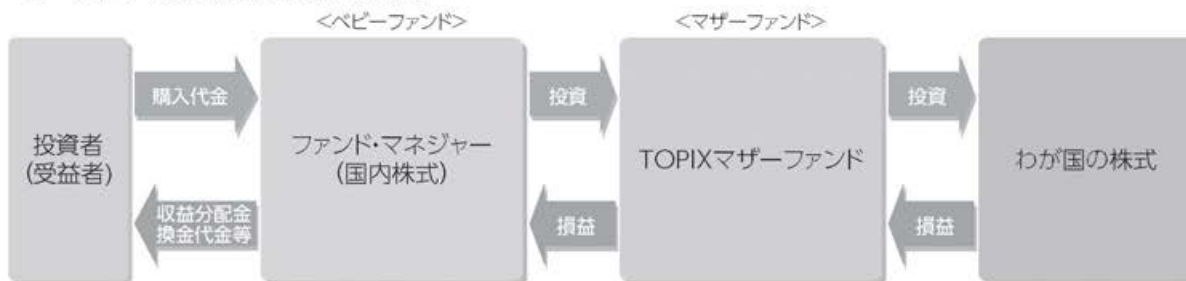 <ベビーファンド>
<マザーファンド>
投資者
(受益者)
購入代金
収益分配金
換金代金等
ファンド・マネジャー
(国内株式)
投資
損益
TOPIXマザーファンド
投資
損益
わが国の株式